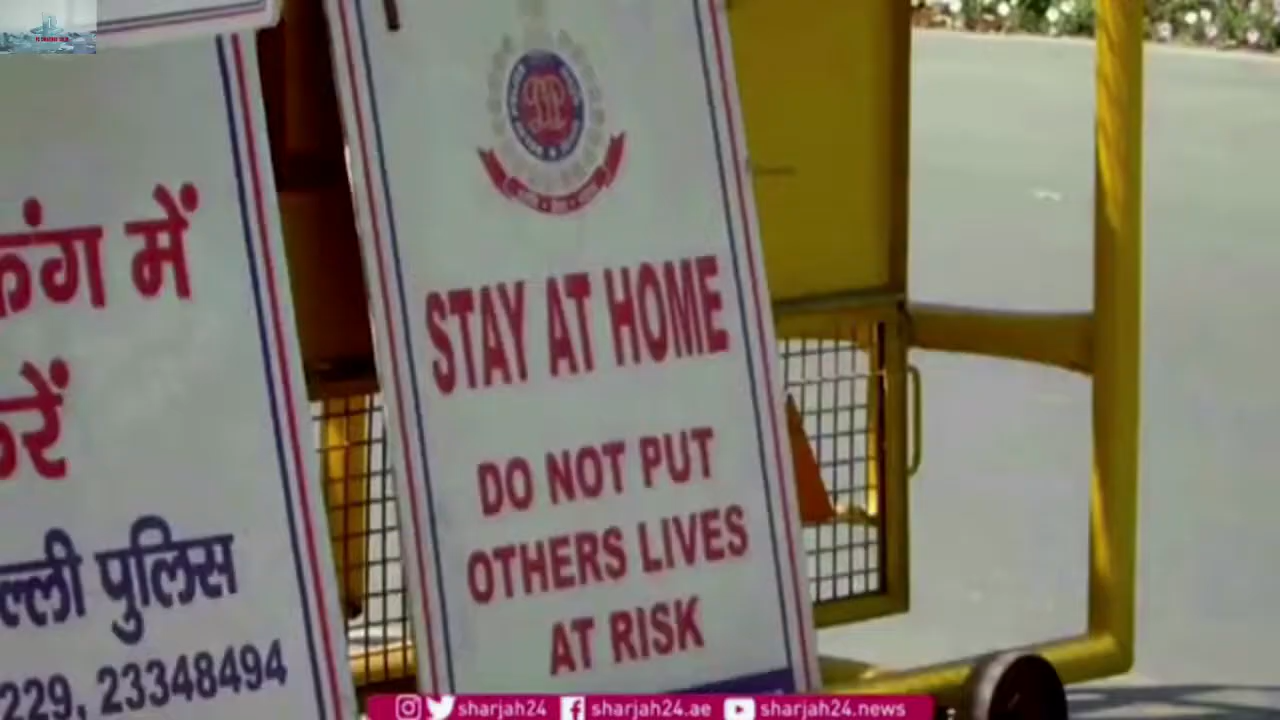 कंग में
करें
ल्ली पुलिस
229, 23348494
STAY AT HOME
DO NOT PUT
OTHERS LIVES
AT RISK
sharjah24 sharjah24.ae sharjah24.news